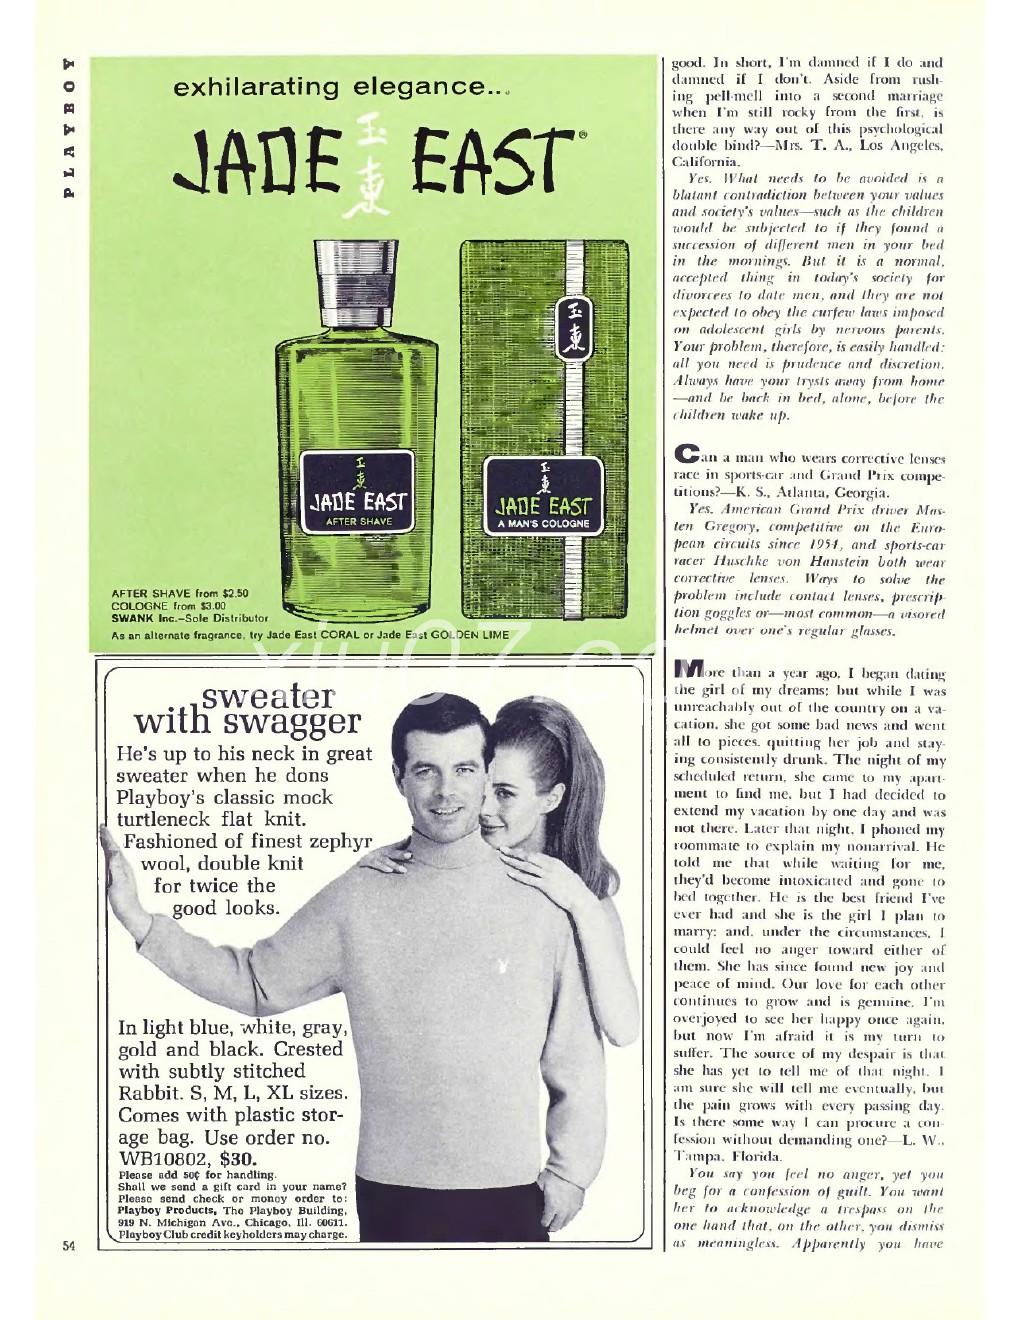 PLAYBOY
exhilarating elegance...
JADE EAST®
玉東
玉東
玉東
JADE EAST
AFTER SHAVE
玉東
JADE EAST
A MAN'S COLOGNE
AFTER SHAVE from $2.50
COLOGNE from $3.00
SWANK Inc.—Sole Distributor
As an alternate fragrance, try Jade East CORAL or Jade East GOLDEN LIME
...sweater
with swagger
He's up to his neck in great
sweater when he dons
Playboy's classic mock
turtleneck flat knit.
Fashioned of finest zephyr
wool, double knit
for twice the
good looks.
In light blue, white, gray,
gold and black. Crested
with subtly stitched
Rabbit. S, M, L, XL sizes.
Comes with plastic stor-
age bag. Use order no.
WB10802, $30.
Please add 50¢ for handling.
Shall we send a gift card in your name?
Please send check or money order to:
Playboy Products, The Playboy Building,
919 N. Michigan Ave., Chicago, Ill. 60611.
Playboy Club credit keyholders may charge.
54
good. In short, I'm damned if I do and
damned if I don't. Aside from rush-
ing pell-mell into a second marriage
when I'm still rocky from the first, is
there any way out of this psychological
double bind?—Mrs. T. A., Los Angeles,
California.
Yes. What needs to be avoided is a
blatant contradiction between your values
and society's values—such as the children
would be subjected to if they found a
succession of different men in your bed
in the mornings. But it is a normal,
accepted thing in today's society for
divorcees to date men, and they are not
expected to obey the curfew laws imposed
on adolescent girls by nervous parents.
Your problem, therefore, is easily handled:
all you need is prudence and discretion.
Always have your trysts away from home
—and be back in bed, alone, before the
children wake up.
Can a man who wears corrective lenses
race in sports-car and Grand Prix compe-
titions?—K. S., Atlanta, Georgia.
Yes. American Grand Prix driver Mas-
ten Gregory, competitive on the Euro-
pean circuits since 1954, and sports-car
racer Huschke von Hanstein both wear
corrective lenses. Ways to solve the
problem include contact lenses, prescrip-
tion goggles or—most common—a visored
helmet over one's regular glasses.
More than a year ago, I began dating
the girl of my dreams; but while I was
unreachably out of the country on a va-
cation, she got some bad news and went
all to pieces, quitting her job and stay-
ing consistently drunk. The night of my
scheduled return, she came to my apart-
ment to find me, but I had decided to
extend my vacation by one day and was
not there. Later that night, I phoned my
roommate to explain my nonarrival. He
told me that while waiting for me,
they'd become intoxicated and gone to
bed together. He is the best friend I've
ever had and she is the girl I plan to
marry; and, under the circumstances, I
could feel no anger toward either of
them. She has since found new joy and
peace of mind. Our love for each other
continues to grow and is genuine. I'm
overjoyed to see her happy once again,
but now I'm afraid it is my turn to
suffer. The source of my despair is that
she has yet to tell me of that night. I
am sure she will tell me eventually, but
the pain grows with every passing day.
Is there some way I can procure a con-
fession without demanding one?—L. W.,
Tampa, Florida.
You say you feel no anger, yet you
beg for a confession of guilt. You want
her to acknowledge a trespass on the
one hand that, on the other, you dismiss
as meaningless. Apparently you have